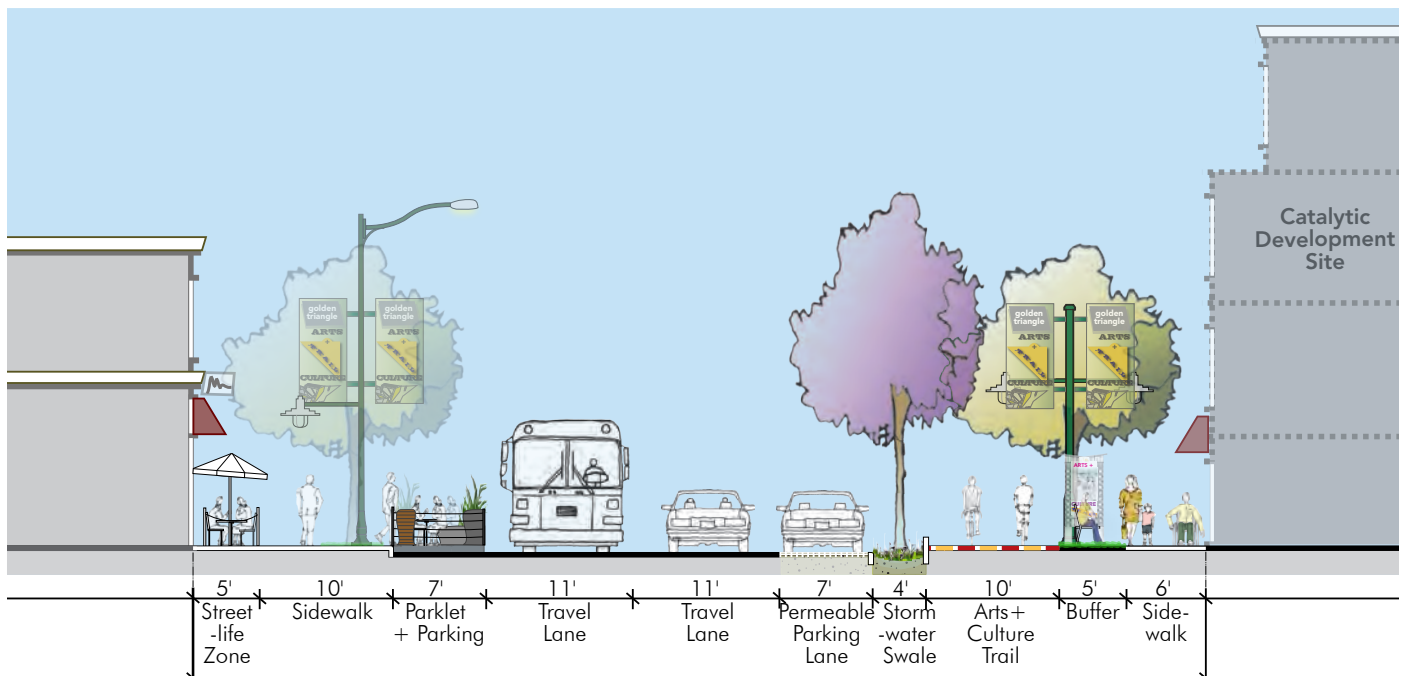 Catalytic
Development
Site
golden
triangle
ARTS
CULTURE
golden
triangle
ARTS
CULTURE
golden
triangle
ARTS
CULTURE
golden
triangle
ARTS
CULTURE
ARTS +
5'
Street
-life
Zone
10'
Sidewalk
7'
Parklet
+ Parking
11'
Travel
Lane
11'
Travel
Lane
7'
Permeable
Parking
Lane
4'
Storm
-water
Swale
10'
Arts+
Culture
Trail
5'
Buffer
6'
Side-
walk